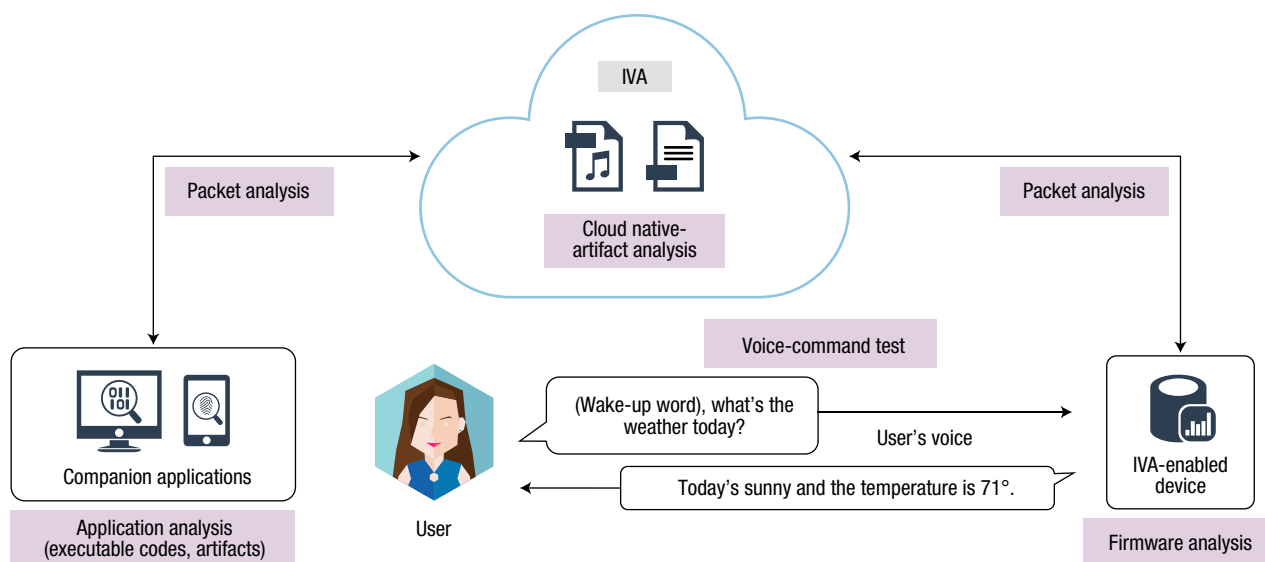 IVA
Packet analysis
Packet analysis
Cloud native-
artifact analysis
Voice-command test
(Wake-up word), what's the
weather today?
User's voice
Today's sunny and the temperature is 71°.
011
101
Companion applications
Application analysis
(executable codes, artifacts)
User
IVA-enabled
device
Firmware analysis